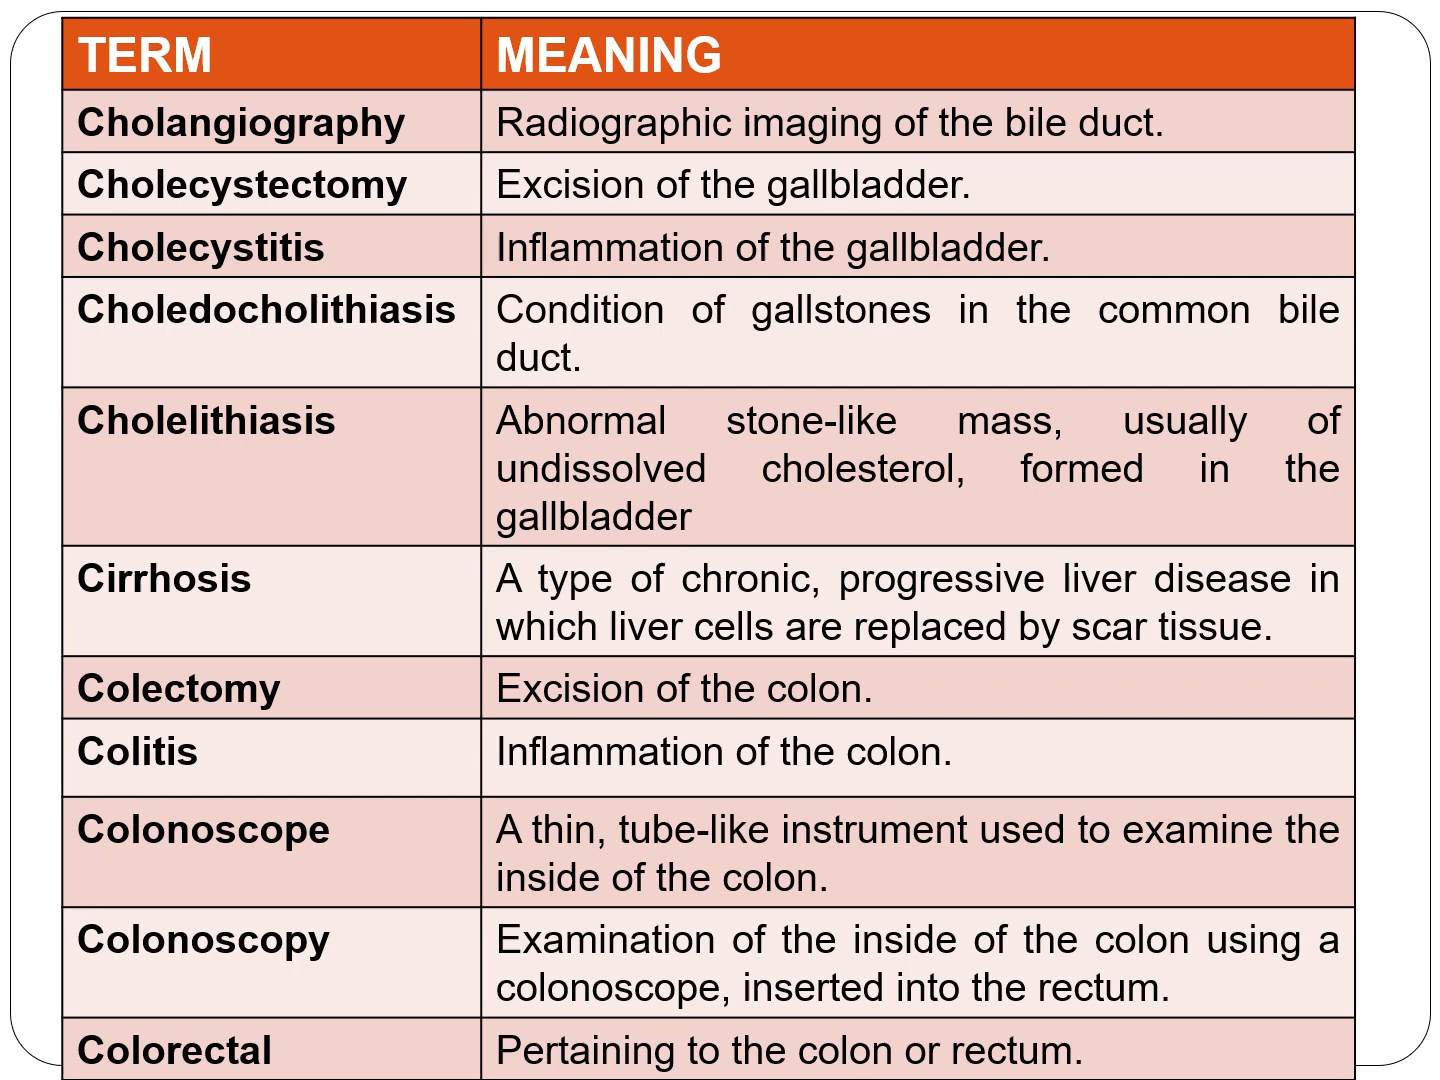 TERM MEANING
Cholangiography Radiographic imaging of the bile duct.
Cholecystectomy Excision of the gallbladder.
Cholecystitis Inflammation of the gallbladder.
Choledocholithiasis Condition of gallstones in the common bile
duct.
Cholelithiasis Abnormal stone-like mass, usually of
undissolved cholesterol, formed in the
gallbladder
Cirrhosis A type of chronic, progressive liver disease in
which liver cells are replaced by scar tissue.
Colectomy Excision of the colon.
Colitis Inflammation of the colon.
Colonoscope A thin, tube-like instrument used to examine the
inside of the colon.
Colonoscopy Examination of the inside of the colon using a
colonoscope, inserted into the rectum.
Colorectal Pertaining to the colon or rectum.